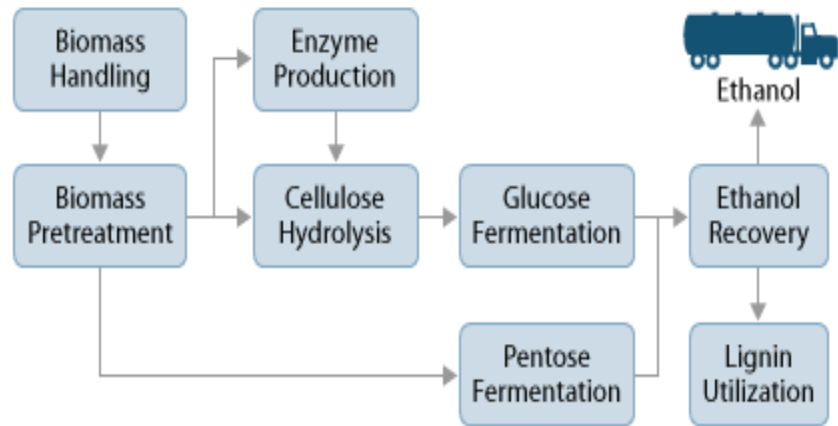 Biomass
Handling
Enzyme
Production
Ethanol
Biomass
Pretreatment
Cellulose
Hydrolysis
Glucose
Fermentation
Ethanol
Recovery
Pentose
Fermentation
Lignin
Utilization